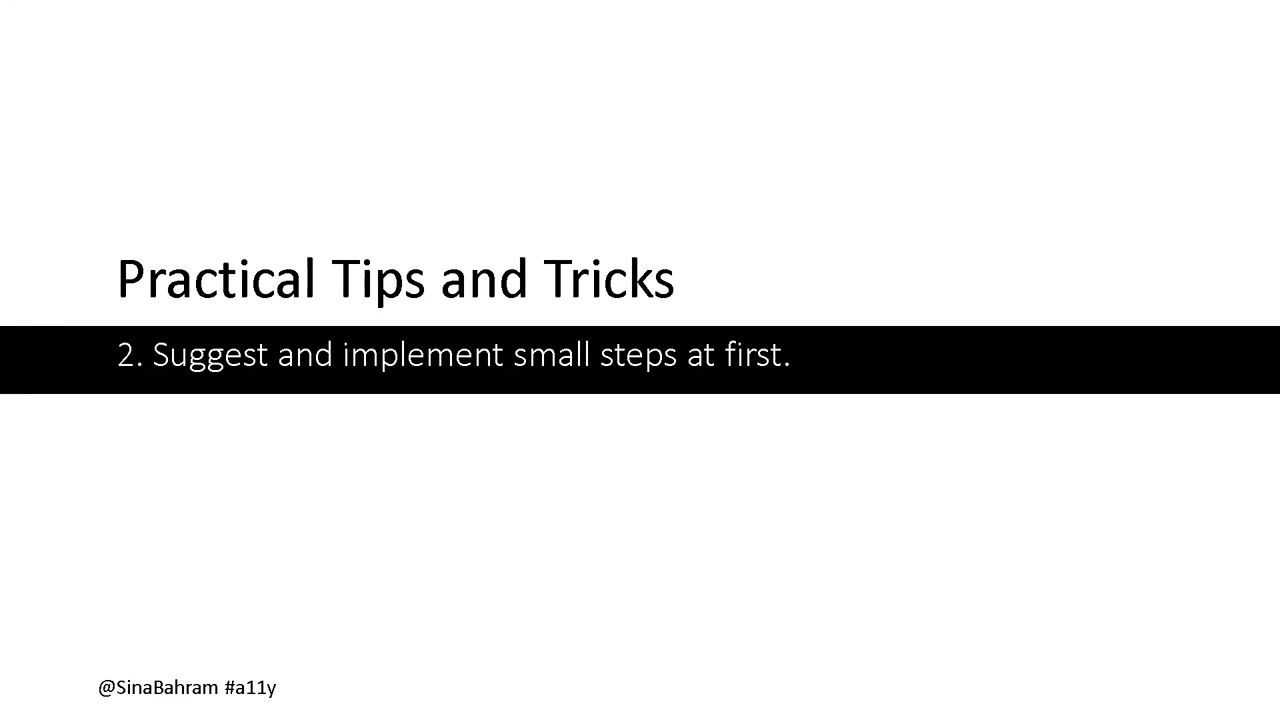 Practical Tips and Tricks
2. Suggest and implement small steps at first.
@SinaBahram #a11y